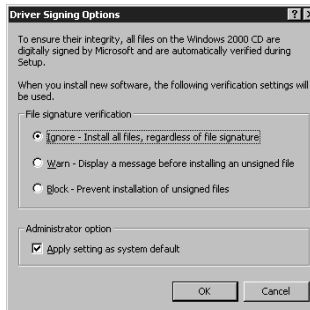 Driver Signing Options
To ensure their integrity, all files on the Windows 2000 CD are
digitally signed by Microsoft and are automatically verified during
Setup.
When you install new software, the following verification settings will
be used.
File signature verification
Ignore - Install all files, regardless of file signature
Warn - Display a message before installing an unsigned file
Block - Prevent installation of unsigned files
Administrator option
Apply setting as system default
OK Cancel